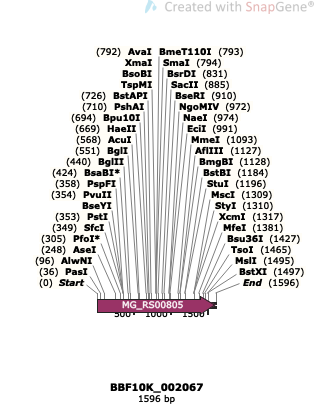 Created with SnapGene®
(792) AvaI BmeT110I (793)
XmaI SmaI (794)
BsoBI BsrDI (831)
TspMI SacII (885)
(726) BstAPI BseRI (910)
(710) PshAI NgoMIV (972)
(694) Bpu10I NaeI (974)
(669) HaeII EciI (991)
(568) AcuI MmeI (1093)
(551) BglI AflIII (1127)
(440) BglII BmgBI (1128)
(424) BsaBI* BstBI (1184)
(358) PspFI StuI (1196)
(354) PvuII MscI (1309)
BseYI StyI (1310)
(353) PstI XcmI (1317)
(349) SfcI MfeI (1381)
(305) PfoI* Bsu36I (1427)
(248) AseI TsoI (1465)
(96) AlwNI MslI (1495)
(36) PasI BstXI (1497)
(0) Start End (1596)
MG_RS00805
500 1000 1500
BBF10K_002067
1596 bp